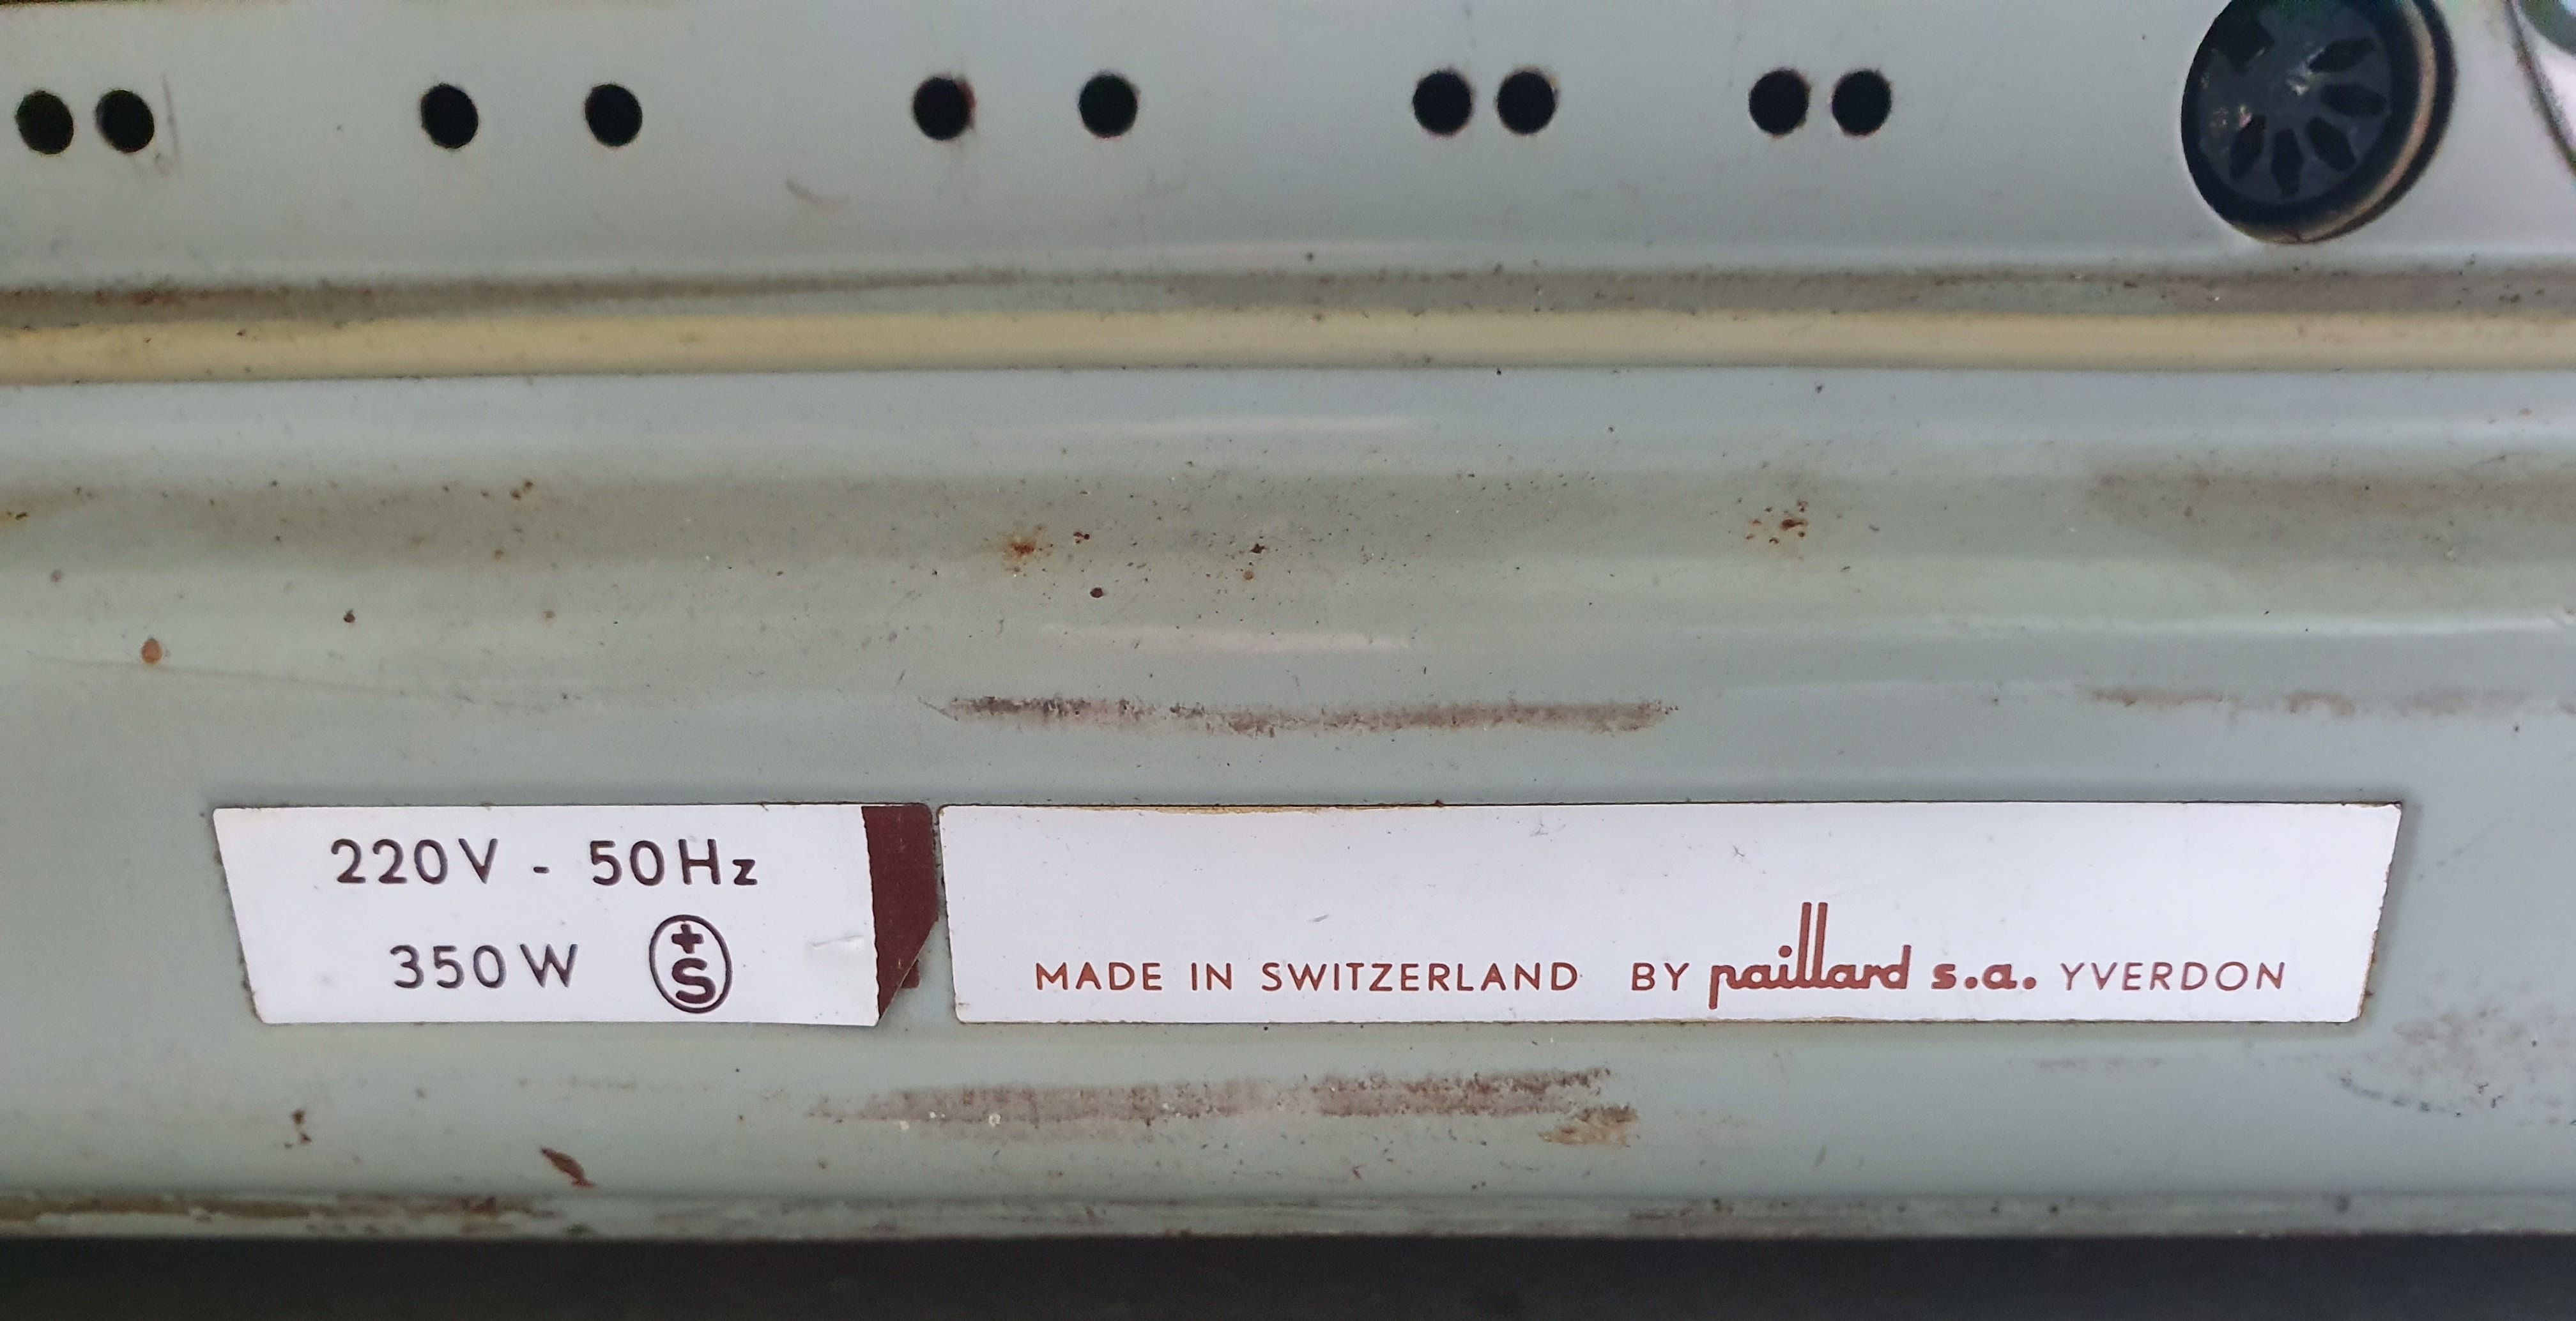 220V - 50Hz
350W +S
MADE IN SWITZERLAND BY paillard s.a. YVERDON